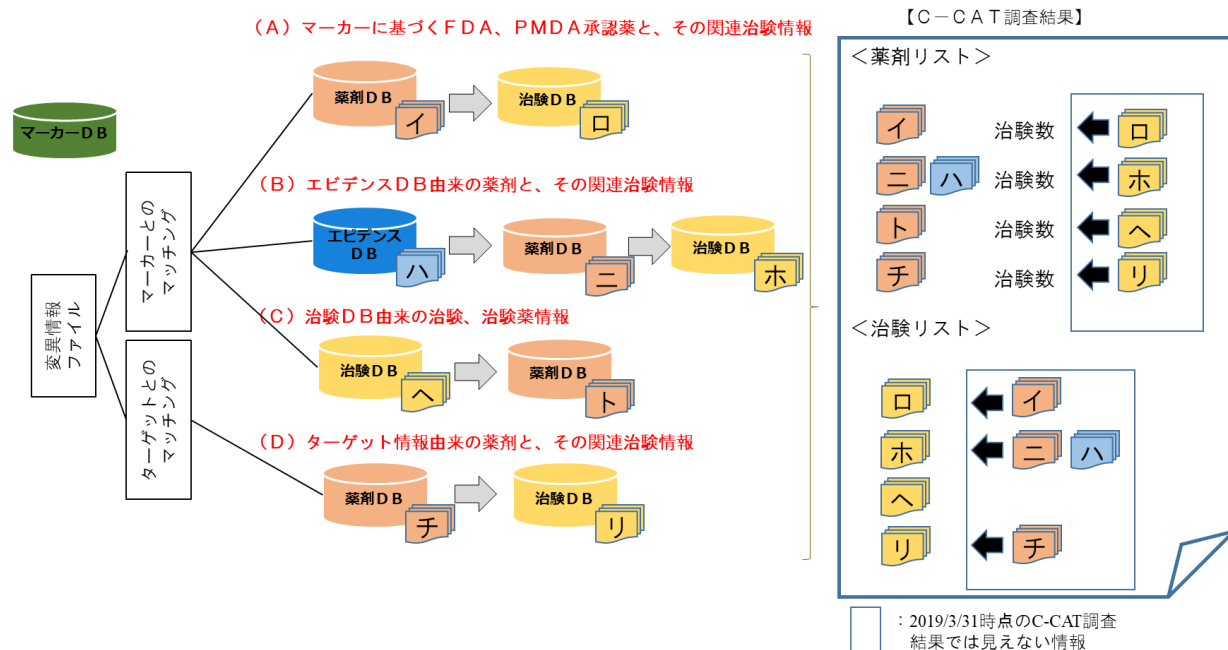 （A）マーカーに基づくＦＤＡ、ＰＭＤＡ承認薬と、その関連治験情報
薬剤ＤＢ
イ
治験ＤＢ
ロ
マーカーＤＢ
（B）エビデンスＤＢ由来の薬剤と、その関連治験情報
エビデンス
ＤＢ
ハ
薬剤ＤＢ
ニ
治験ＤＢ
ホ
変異情報
ファイル
マーカーとの
マッチング
ターゲットとの
マッチング
（C）治験ＤＢ由来の治験、治験薬情報
治験ＤＢ
ヘ
薬剤ＤＢ
ト
（D）ターゲット情報由来の薬剤と、その関連治験情報
薬剤ＤＢ
チ
治験ＤＢ
リ
【Ｃ－ＣＡＴ調査結果】
＜薬剤リスト＞
イ 治験数 ロ
ニ ハ 治験数 ホ
ト 治験数 ヘ
チ 治験数 リ
＜治験リスト＞
ロ イ
ホ ニ ハ
ヘ
リ チ
：2019/3/31時点のC-CAT調査
結果では見えない情報